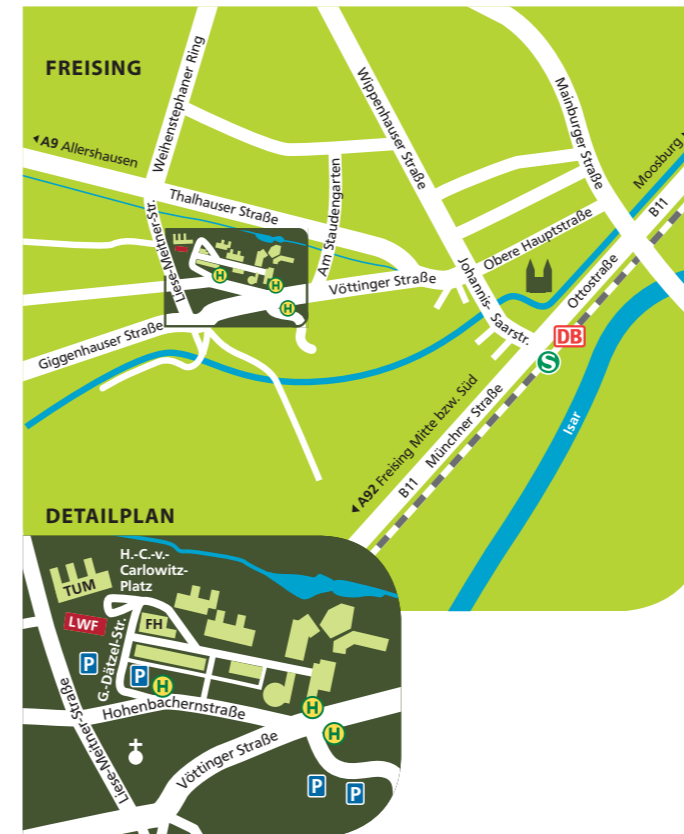 FREISING
Weihenstephaner Ring
Wippenhauser Straße
Mainburger Straße
Moosburg
A9 Allershausen
Thalhauser Straße
Am Staudengarten
B11
Liese-Meitner-Str.
H
H
H
Vöttinger Straße
Obere Hauptstraße
Johannis-
Saarstr.
Ottostraße
DB
S
Giggenhauser Straße
Isar
A92 Freising Mitte bzw. Süd
B11 Münchner Straße
DETAILPLAN
H.-C.-v.-
Carlowitz-
Platz
TUM
LWF
FH
G.-Dätzel-Str.
P
P
H
Hohenbachernstraße
H
H
Liese-Meitner-Straße
Vöttinger Straße
P
P